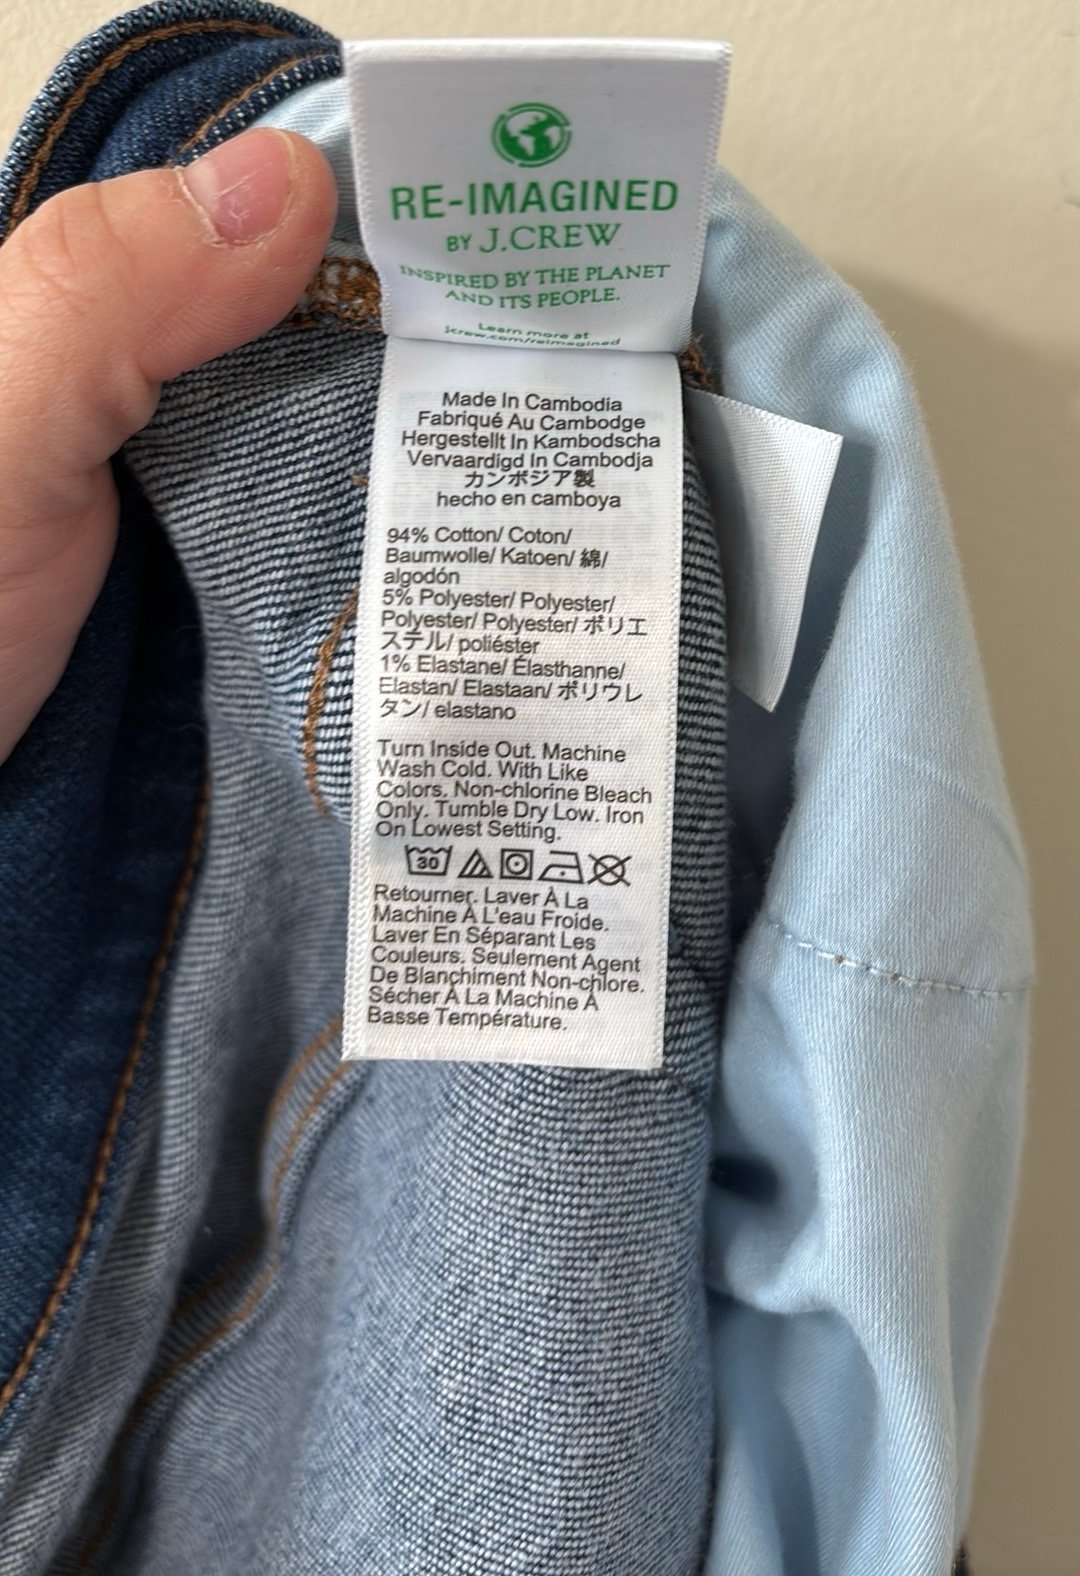 RE-IMAGINED
BY J.CREW
INSPIRED BY THE PLANET
AND ITS PEOPLE.
Learn more at
jcrew.com/reimagined
Made In Cambodia
Fabriqué Au Cambodge
Hergestellt In Kambodscha
Vervaardigd In Cambodja
カンボジア製
hecho en camboya
94% Cotton/ Coton/
Baumwolle/ Katoen/ 綿/
algodón
5% Polyester/ Polyester/
Polyester/ Polyester/ ポリエ
ステル/ poliéster
1% Elastane/ Élasthanne/
Elastan/ Elastaan/ ポリウレ
タン/ elastano
Turn Inside Out. Machine
Wash Cold. With Like
Colors. Non-chlorine Bleach
Only. Tumble Dry Low. Iron
On Lowest Setting.
30
Retourner. Laver À La
Machine À L'eau Froide.
Laver En Séparant Les
Couleurs. Seulement Agent
De Blanchiment Non-chlore.
Sécher À La Machine À
Basse Température.